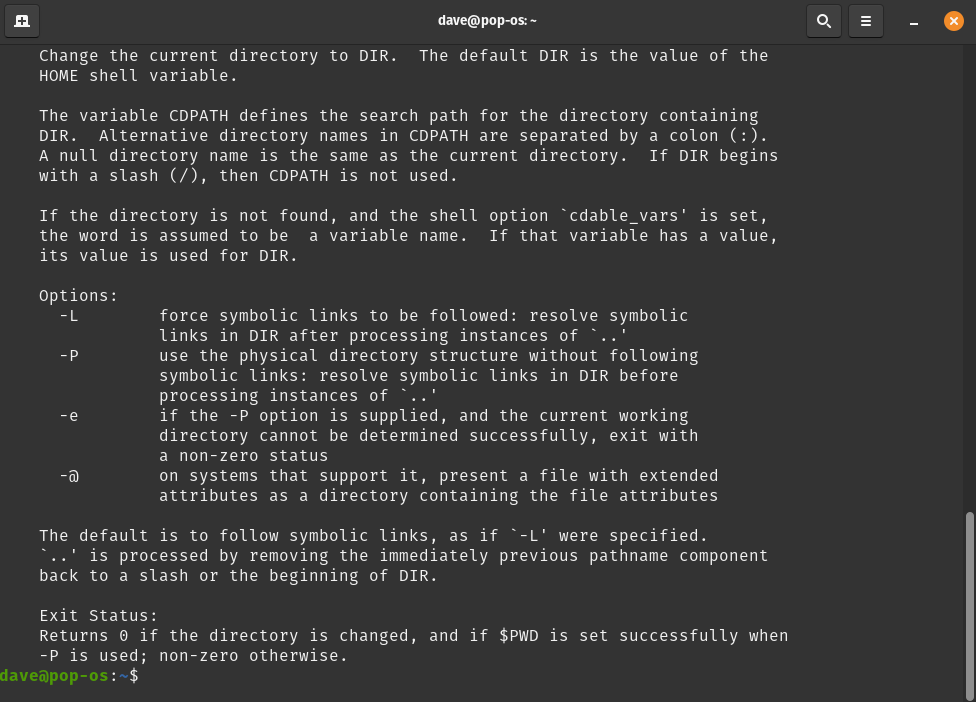 dave@pop-os: ~
Change the current directory to DIR.  The default DIR is the value of the
HOME shell variable.
The variable CDPATH defines the search path for the directory containing
DIR.  Alternative directory names in CDPATH are separated by a colon (:).
A null directory name is the same as the current directory.  If DIR begins
with a slash (/), then CDPATH is not used.
If the directory is not found, and the shell option `cdable_vars' is set,
the word is assumed to be  a variable name.  If that variable has a value,
its value is used for DIR.
Options:
-L        force symbolic links to be followed: resolve symbolic
links in DIR after processing instances of `..'
-P        use the physical directory structure without following
symbolic links: resolve symbolic links in DIR before
processing instances of `..'
-e        if the -P option is supplied, and the current working
directory cannot be determined successfully, exit with
a non-zero status
-@        on systems that support it, present a file with extended
attributes as a directory containing the file attributes
The default is to follow symbolic links, as if `-L' were specified.
`..' is processed by removing the immediately previous pathname component
back to a slash or the beginning of DIR.
Exit Status:
Returns 0 if the directory is changed, and if $PWD is set successfully when
-P is used; non-zero otherwise.
dave@pop-os:~$